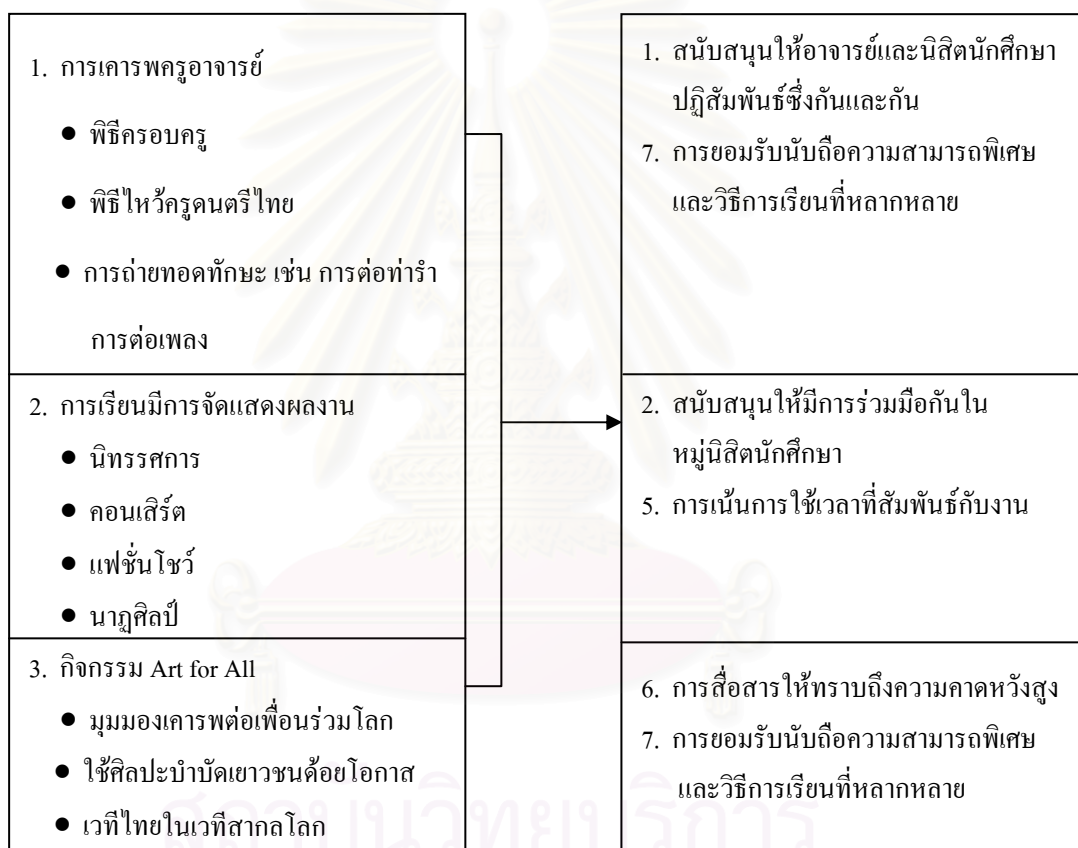 1. การเคารพครูอาจารย์
● พิธีครอบครู
● พิธีไหว้ครูดนตรีไทย
● การถ่ายทอดทักษะ เช่น การต่อท่ารำ
การต่อเพลง
2. การเรียนมีการจัดแสดงผลงาน
● นิทรรศการ
● คอนเสิร์ต
● แฟชั่นโชว์
● นาฏศิลป์
3. กิจกรรม Art for All
● มุมมองเคารพต่อเพื่อนร่วมโลก
● ใช้ศิลปะบำบัดเยาวชนด้อยโอกาส
● เวทีไทยในเวทีสากลโลก
1. สนับสนุนให้อาจารย์และนิสิตนักศึกษา
ปฏิสัมพันธ์ซึ่งกันและกัน
7. การยอมรับนับถือความสามารถพิเศษ
และวิธีการเรียนที่หลากหลาย
2. สนับสนุนให้มีการร่วมมือกันใน
หมู่นิสิตนักศึกษา
5. การเน้นการใช้เวลาที่สัมพันธ์กับงาน
6. การสื่อสารให้ทราบถึงความคาดหวังสูง
7. การยอมรับนับถือความสามารถพิเศษ
และวิธีการเรียนที่หลากหลาย
สถาบันวิทยบริการ